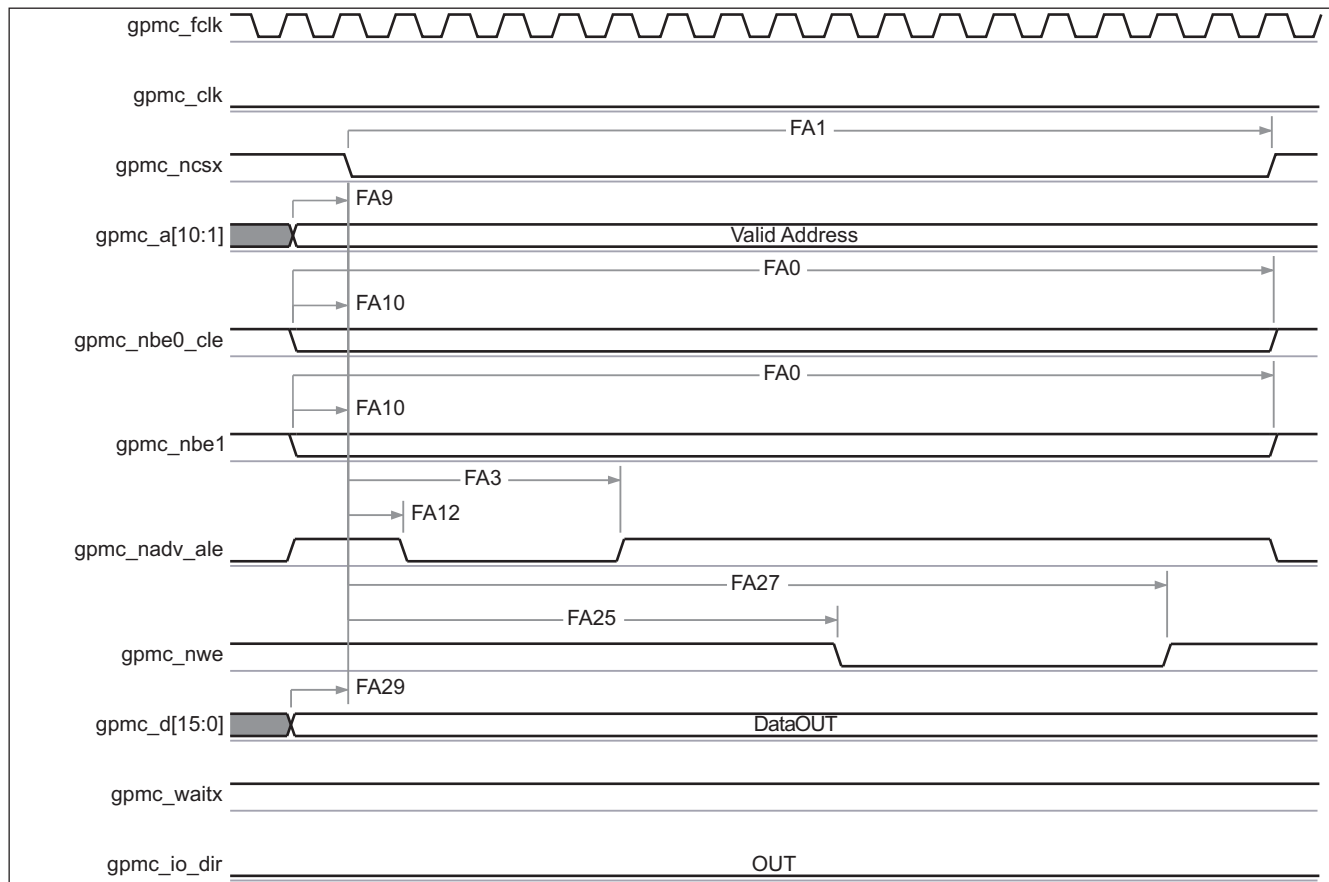 gpmc_fclk
gpmc_clk
FA1
gpmc_ncsx
FA9
gpmc_a[10:1] Valid Address
FA0
FA10
gpmc_nbe0_cle
FA0
FA10
gpmc_nbe1
FA3
FA12
gpmc_nadv_ale
FA27
FA25
gpmc_nwe
FA29
gpmc_d[15:0] DataOUT
gpmc_waitx
gpmc_io_dir OUT